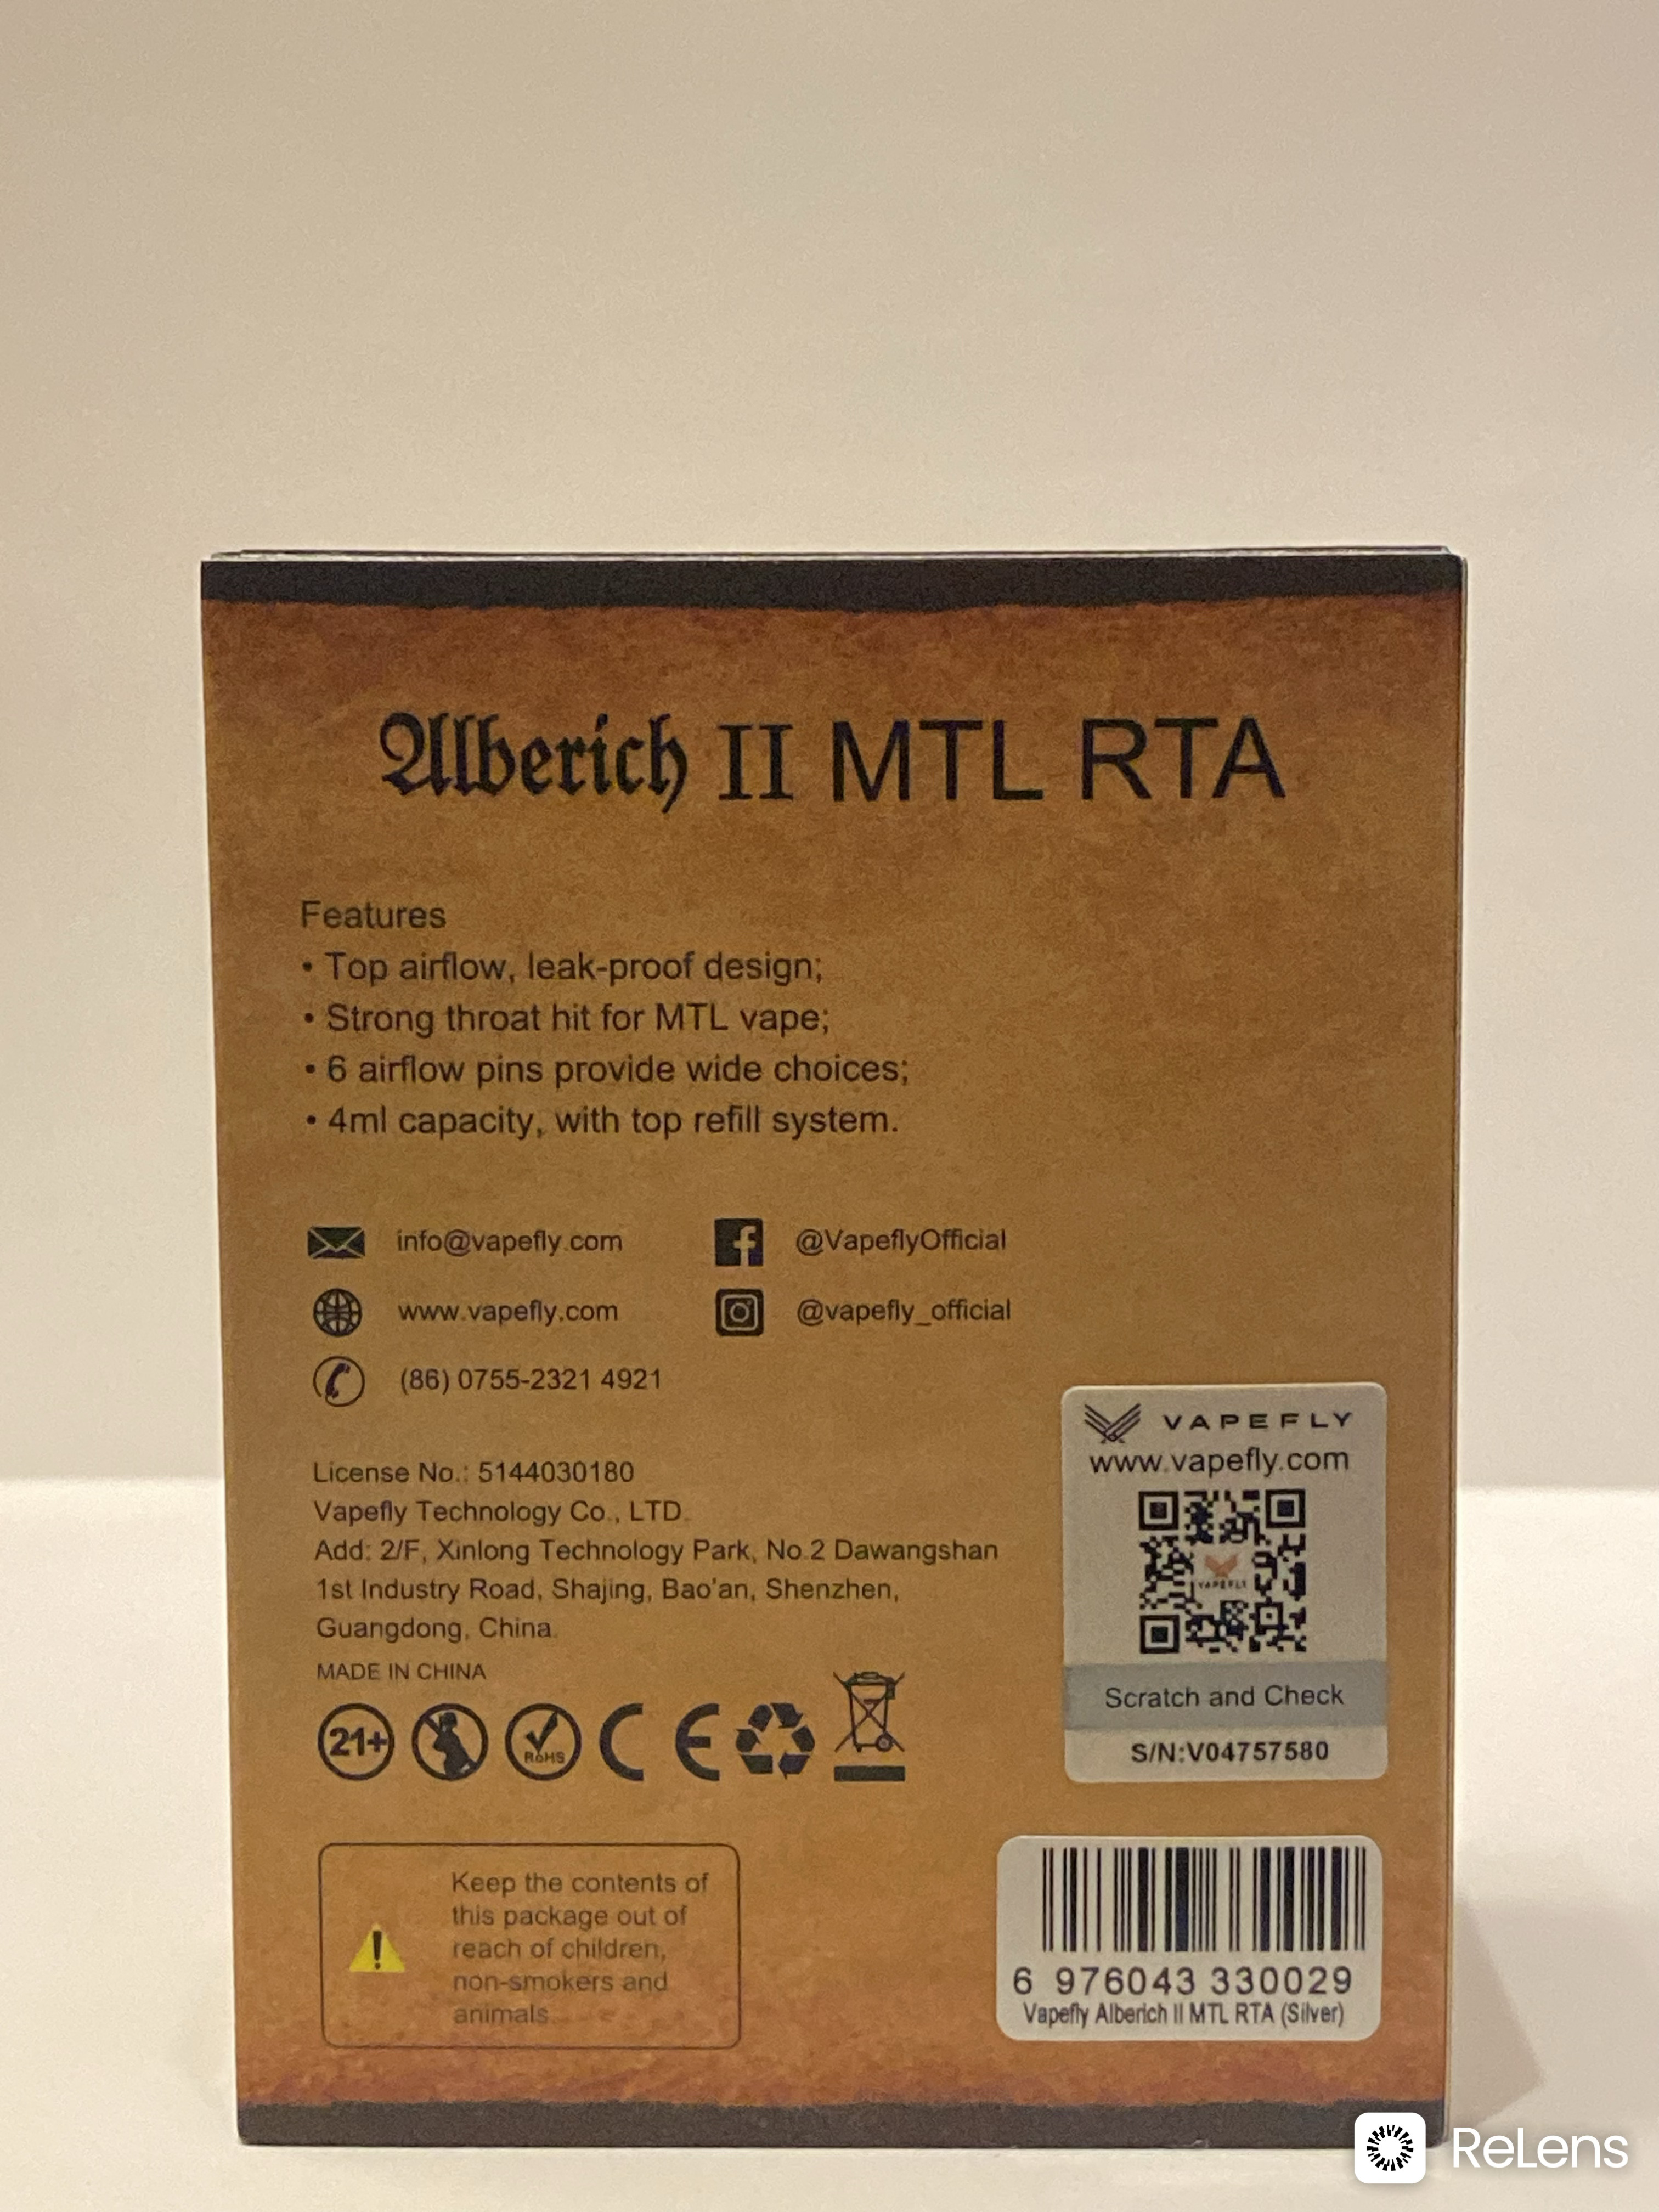 Alberich II MTL RTA
Features
• Top airflow, leak-proof design;
• Strong throat hit for MTL vape;
• 6 airflow pins provide wide choices;
• 4ml capacity, with top refill system.
info@vapefly.com
@VapeflyOfficial
www.vapefly.com
@vapefly_official
(86) 0755-2321 4921
License No.: 5144030180
Vapefly Technology Co., LTD.
Add: 2/F, Xinlong Technology Park, No.2 Dawangshan
1st Industry Road, Shajing, Bao'an, Shenzhen,
Guangdong, China.
MADE IN CHINA
21+
RoHS
CE
Keep the contents of
this package out of
reach of children,
non-smokers and
animals
VAPEFLY
www.vapefly.com
VAPEFLY
Scratch and Check
S/N:V04757580
6 976043 330029
Vapefly Alberich II MTL RTA (Silver)
ReLens